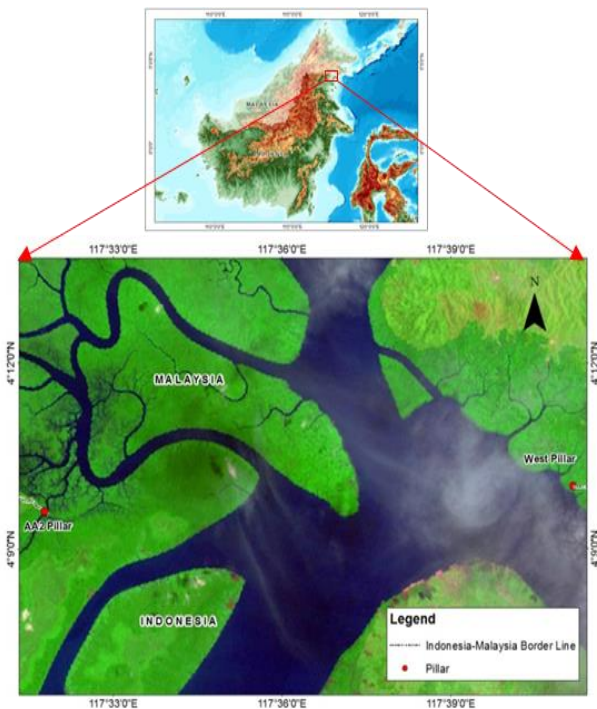 MALAYSIA
117°33'0"E 117°36'0"E 117°39'0"E
N
4°12'0"N 4°12'0"N
MALAYSIA
West Pillar
AA2 Pillar
4°9'0"N 4°9'0"N
INDONESIA
Legend
Indonesia-Malaysia Border Line
Pillar
117°33'0"E 117°36'0"E 117°39'0"E